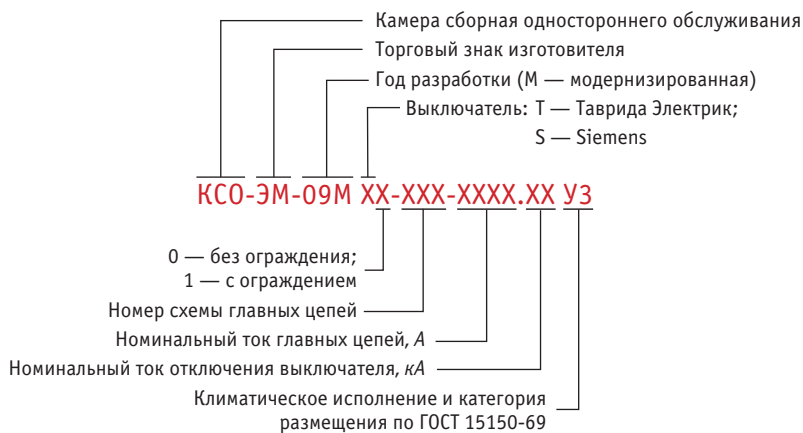 Камера сборная одностороннего обслуживания
Торговый знак изготовителя
Год разработки (М — модернизированная)
Выключатель: Т — Таврида Электрик;
S — Siemens
КСО-ЭМ-09М ХХ-ХХХ-ХХХХ.ХХ У3
0 — без ограждения;
1 — с ограждением
Номер схемы главных цепей
Номинальный ток главных цепей, А
Номинальный ток отключения выключателя, кА
Климатическое исполнение и категория
размещения по ГОСТ 15150-69